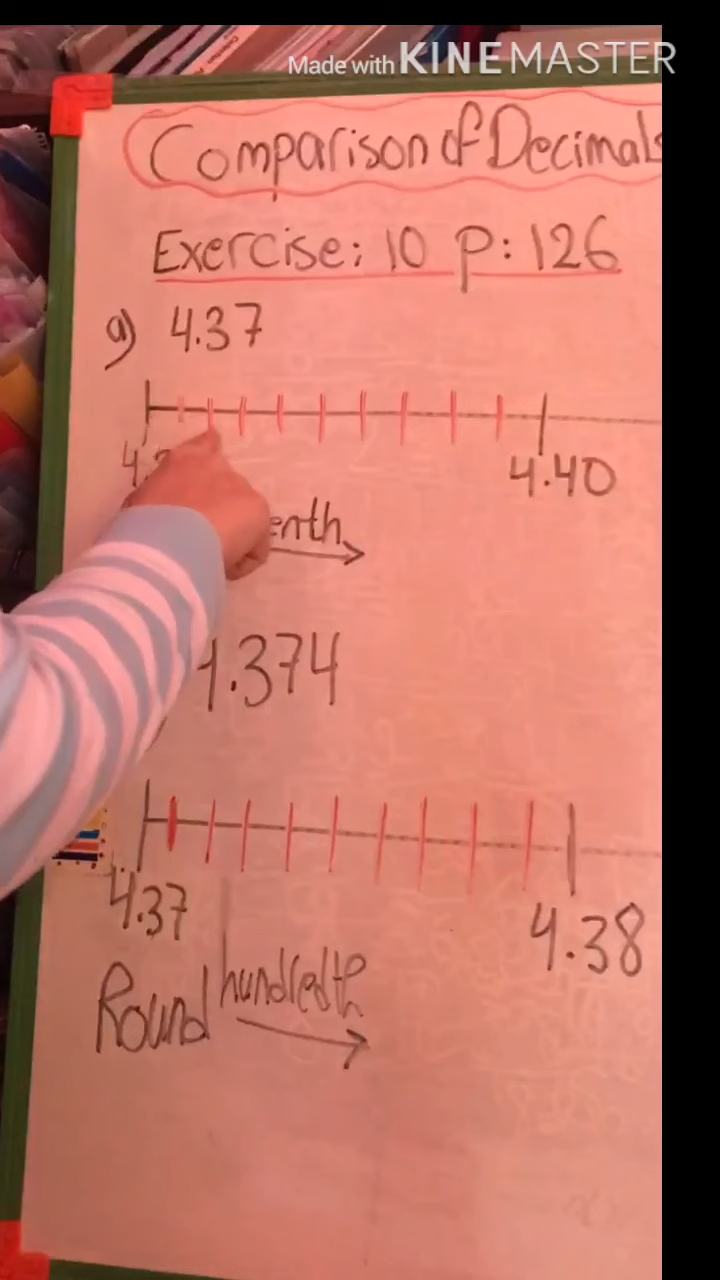 Made with KINEMASTER
Comparison of Decimals
Exercise: 10 p: 126
a) 4.37
4.40
enth
.374
4.37
4.38
Round hundredth